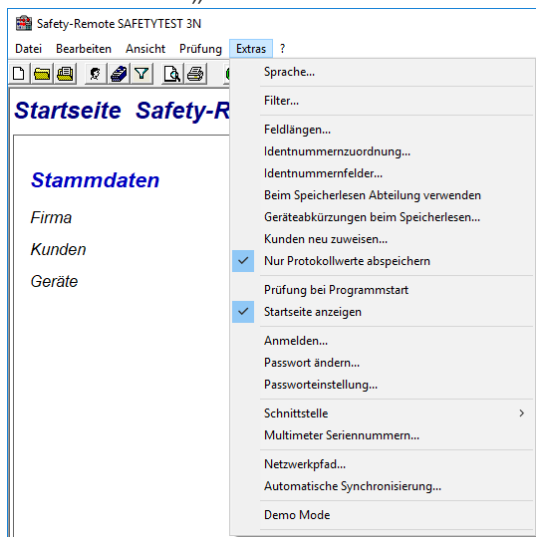 „
Safety-Remote SAFETYTEST 3N
Datei Bearbeiten Ansicht Prüfung Extras ?
Startseite Safety-R
Stammdaten
Firma
Kunden
Geräte
Sprache...
Filter...
Feldlängen...
Identnummernzuordnung...
Identnummernfelder...
Beim Speicherlesen Abteilung verwenden
Geräteabkürzungen beim Speicherlesen...
Kunden neu zuweisen...
Nur Protokollwerte abspeichern
Prüfung bei Programmstart
Startseite anzeigen
Anmelden...
Passwort ändern...
Passworteinstellung...
Schnittstelle
Multimeter Seriennummern...
Netzwerkpfad...
Automatische Synchronisierung...
Demo Mode